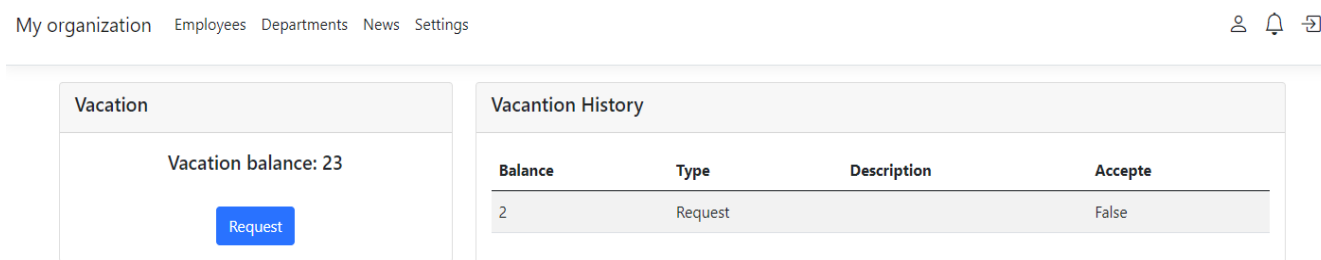 My organization Employees Departments News Settings
Vacation
Vacation balance: 23
Request
Vacantion History
Balance Type Description Accepte
2 Request False